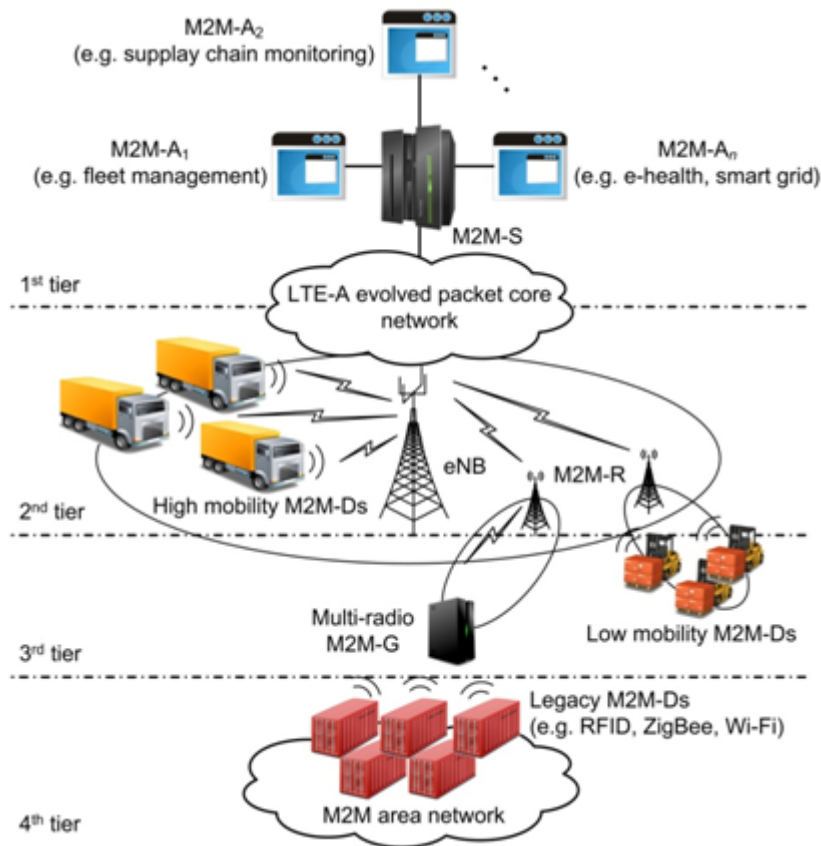 M2M-A2
(e.g. supplay chain monitoring)
M2M-A1
(e.g. fleet management)
M2M-An
(e.g. e-health, smart grid)
M2M-S
1st tier
LTE-A evolved packet core
network
eNB
M2M-R
High mobility M2M-Ds
2nd tier
Multi-radio
M2M-G
Low mobility M2M-Ds
3rd tier
Legacy M2M-Ds
(e.g. RFID, ZigBee, Wi-Fi)
M2M area network
4th tier